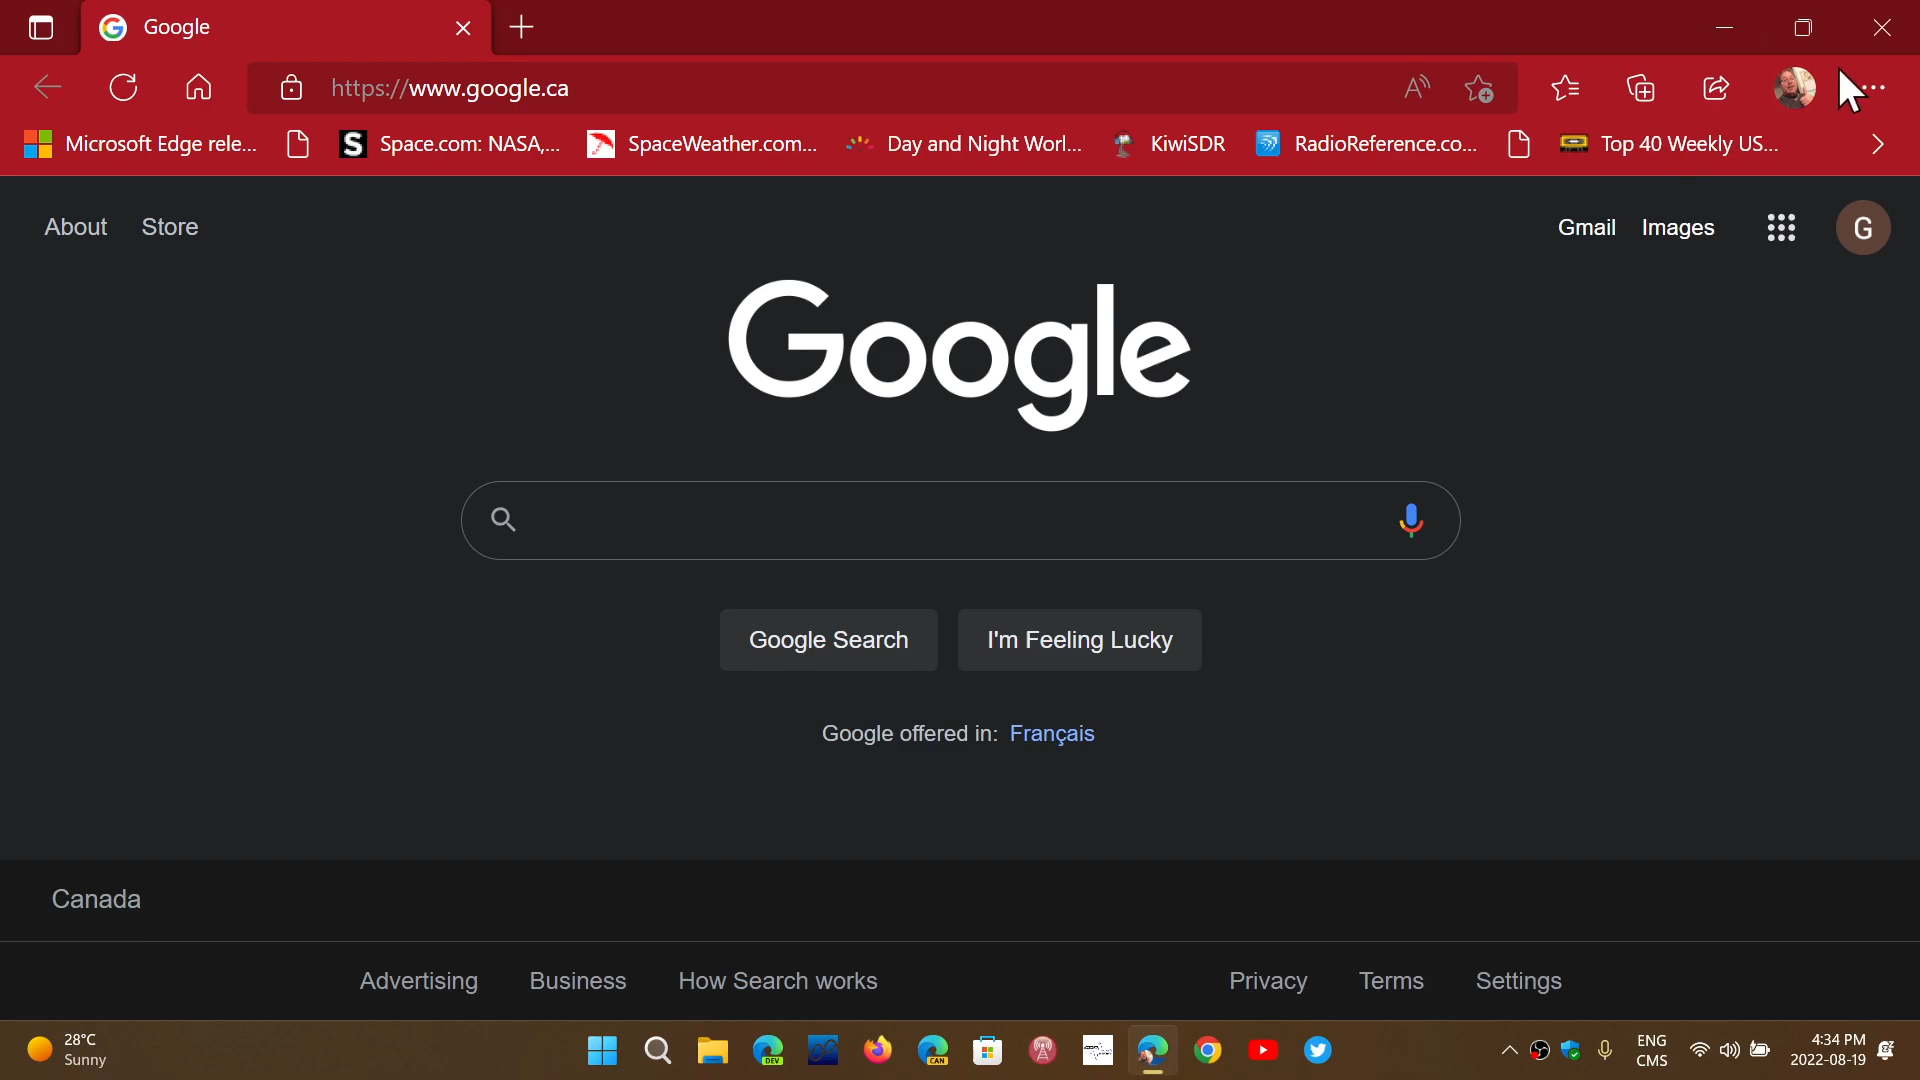 Google
https://www.google.ca
Microsoft Edge rele...
Space.com: NASA,...
SpaceWeather.com...
Day and Night Worl...
KiwiSDR
RadioReference.co...
Top 40 Weekly US...
About Store
Gmail Images
G
Google
Google Search
I'm Feeling Lucky
Google offered in: Français
Canada
Advertising Business How Search works
Privacy Terms Settings
28°C
Sunny
DEV
CAN
ENG
CMS
4:34 PM
2022-08-19